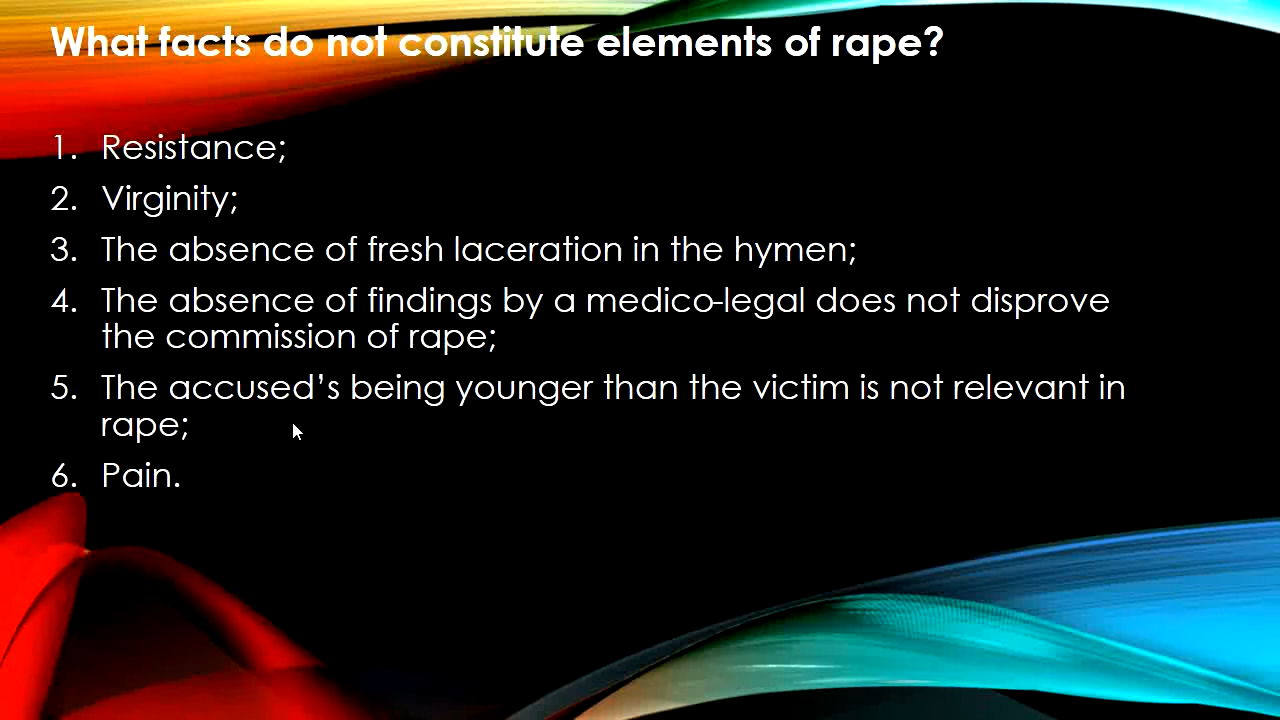 What facts do not constitute elements of rape?
1. Resistance;
2. Virginity;
3. The absence of fresh laceration in the hymen;
4. The absence of findings by a medico-legal does not disprove
the commission of rape;
5. The accused’s being younger than the victim is not relevant in
rape;
6. Pain.